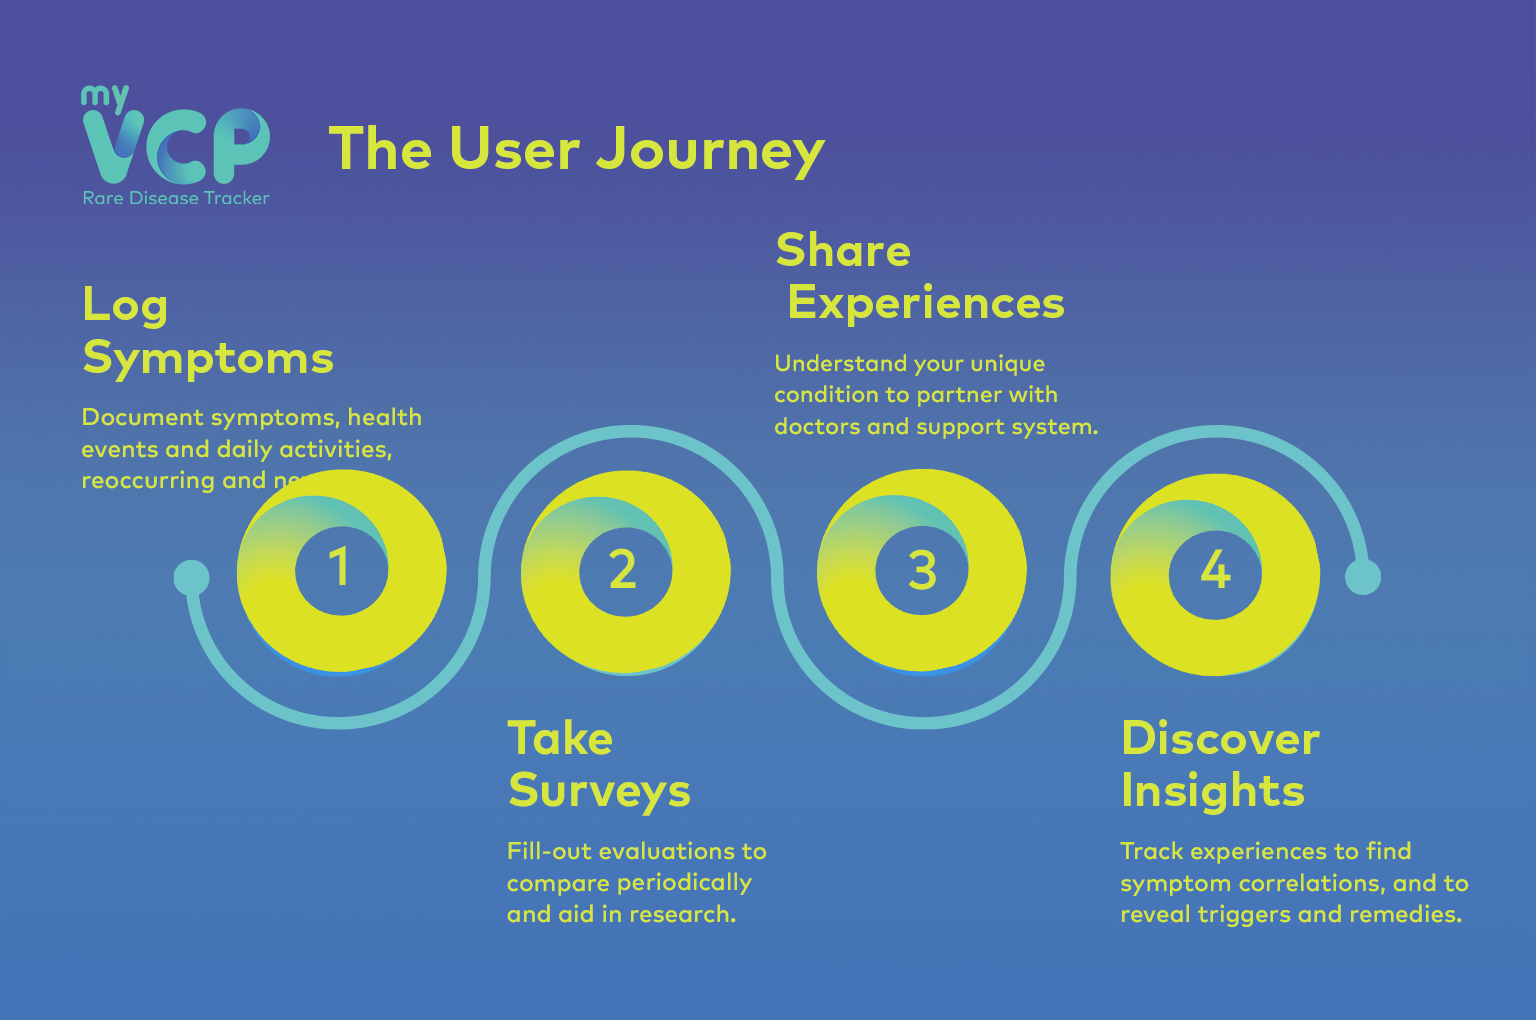 my
VCP
Rare Disease Tracker
The User Journey
Log
Symptoms
Document symptoms, health
events and daily activities,
reoccurring and
1
2
Take
Surveys
Fill-out evaluations to
compare periodically
and aid in research.
Share
Experiences
Understand your unique
condition to partner with
doctors and support system.
3
4
Discover
Insights
Track experiences to find
symptom correlations, and to
reveal triggers and remedies.